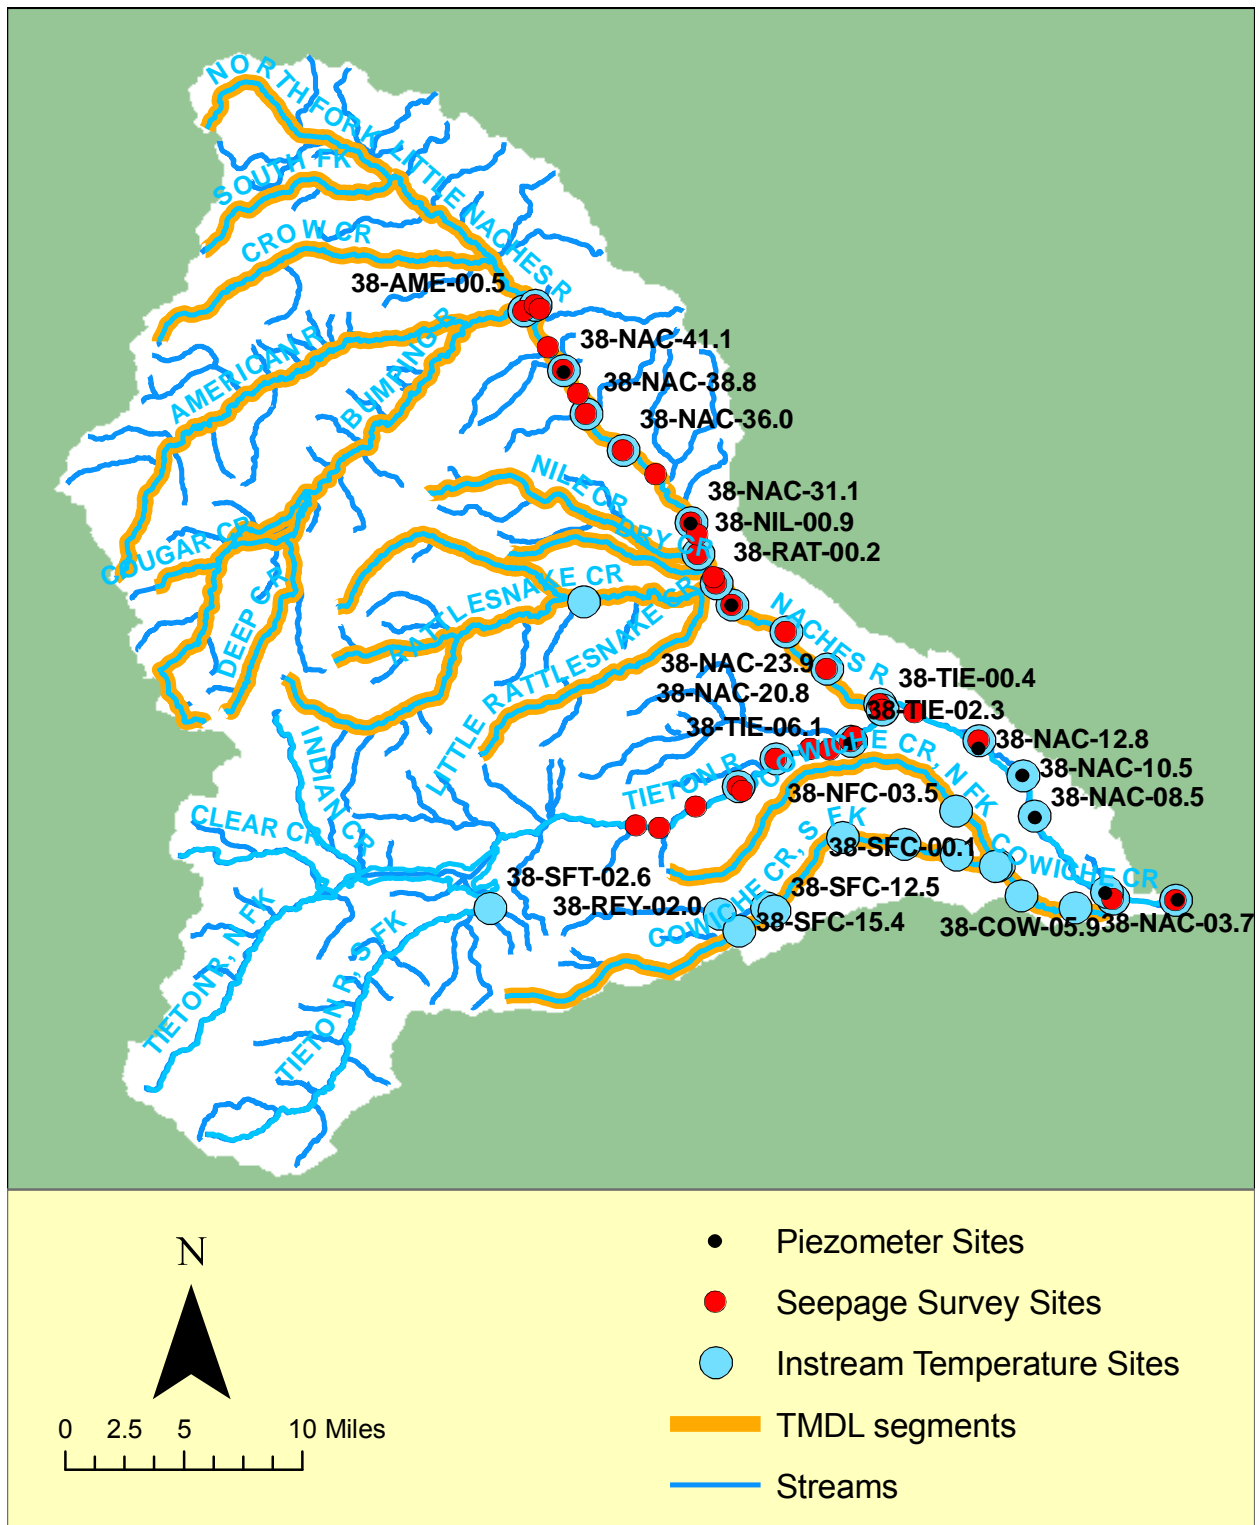 NORTH FORK LITTLE NACHES R
SOUTH FK
CROW CR
38-AME-00.5
AMERICAN R
BUMPING R
38-NAC-41.1
38-NAC-38.8
38-NAC-36.0
NILE CR
38-NAC-31.1
38-NIL-00.9
DRY CR
38-RAT-00.2
COUGAR CR
DEEP CR
RATTLESNAKE CR
LITTLE RATTLESNAKE CR
NACHES R
38-NAC-23.9
38-TIE-00.4
38-NAC-20.8
38-TIE-02.3
38-TIE-06.1
38-NAC-12.8
INDIAN CR
TIETON R
COWICHE CR, N FK
38-NAC-10.5
38-NFC-03.5
38-NAC-08.5
CLEAR CR
COWICHE CR, S FK
38-SFC-00.1
COWICHE CR
38-SFT-02.6
38-SFC-12.5
38-REY-02.0
38-SFC-15.4
38-COW-05.9
38-NAC-03.7
TIETON R, N FK
TIETON R, S FK
N
0 2.5 5 10 Miles
Piezometer Sites
Seepage Survey Sites
Instream Temperature Sites
TMDL segments
Streams